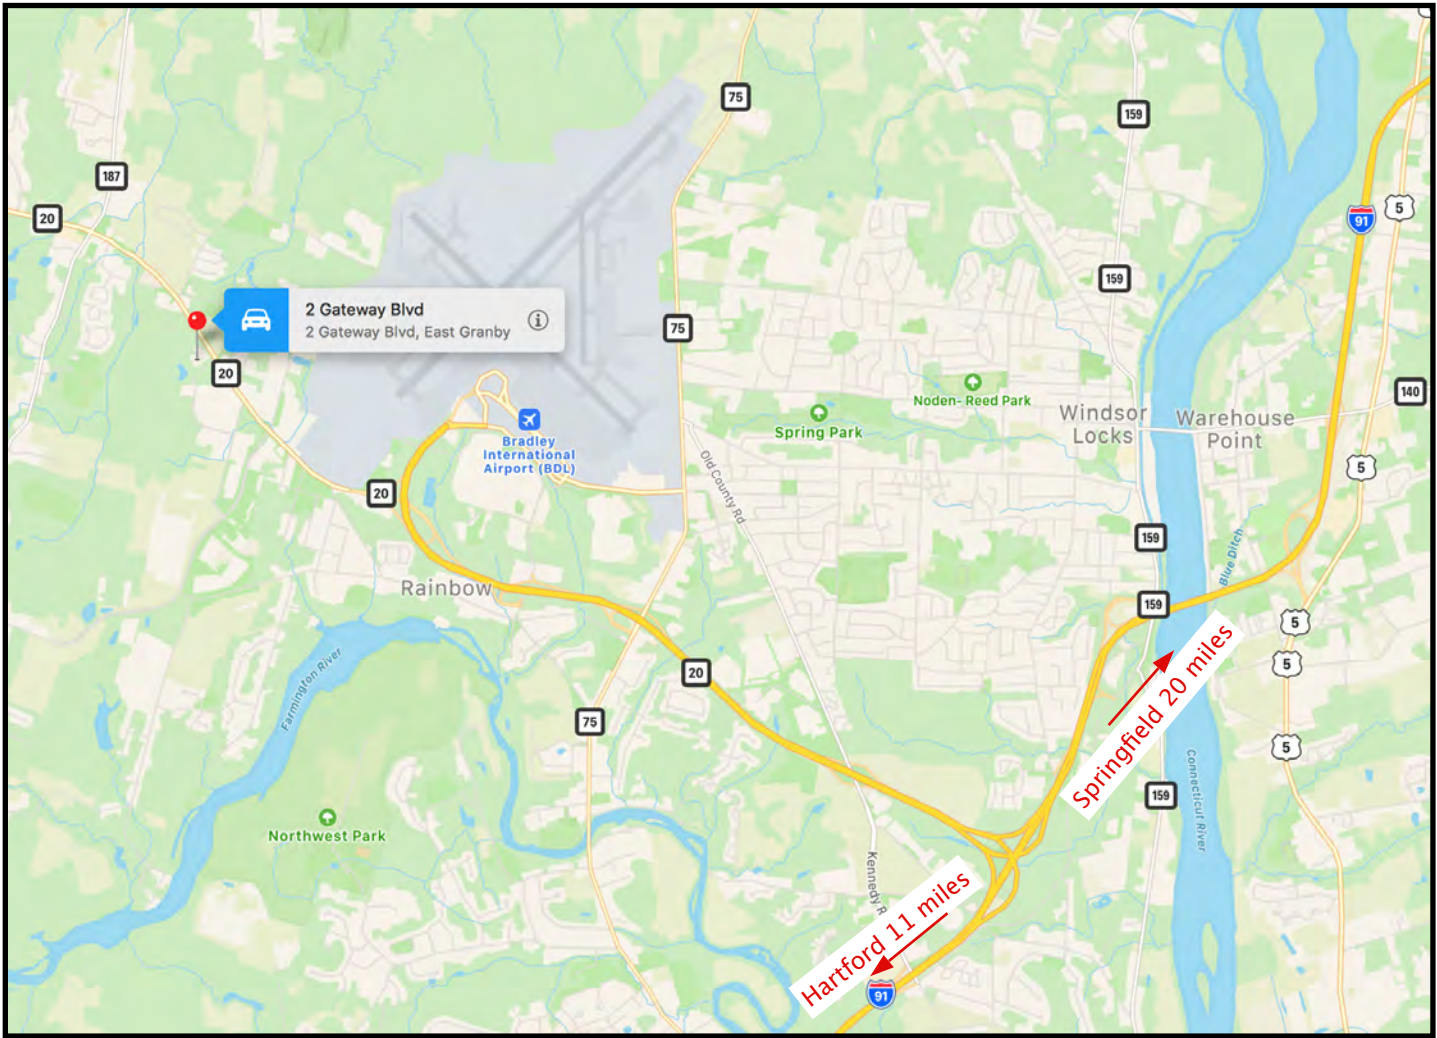 75
159
187
20
5
91
2 Gateway Blvd
2 Gateway Blvd, East Granby
159
75
20
140
Noden- Reed Park
Spring Park
Windsor
Locks
Warehouse
Point
Bradley
International
Airport (BDL)
Old County Rd
5
20
159
Blue Ditch
Rainbow
159
5
5
Farmington River
20
Springfield 20 miles
75
5
Connecticut River
159
Northwest Park
Kennedy R
Hartford 11 miles
91